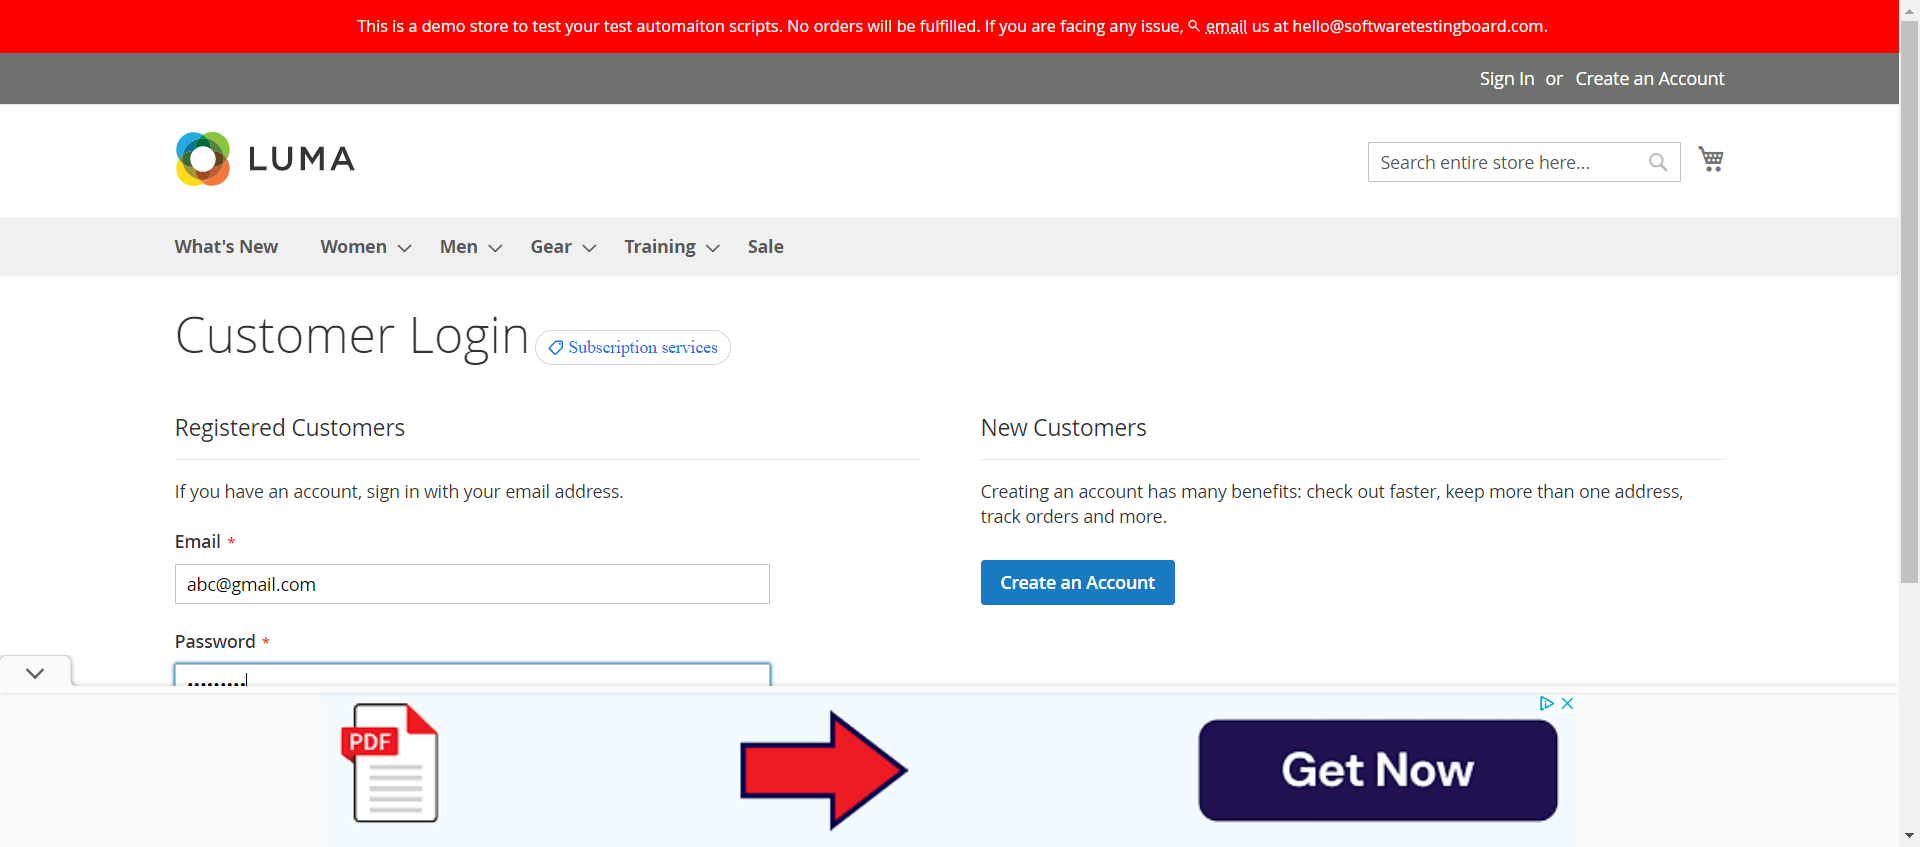 This is a demo store to test your test automaiton scripts. No orders will be fulfilled. If you are facing any issue, email us at hello@softwaretestingboard.com.
Sign In or Create an Account
LUMA
Search entire store here...
What's New Women Men Gear Training Sale
Customer Login
Subscription services
Registered Customers
If you have an account, sign in with your email address.
Email *
abc@gmail.com
Password *
•••••••••
New Customers
Creating an account has many benefits: check out faster, keep more than one address,
track orders and more.
Create an Account
PDF
Get Now